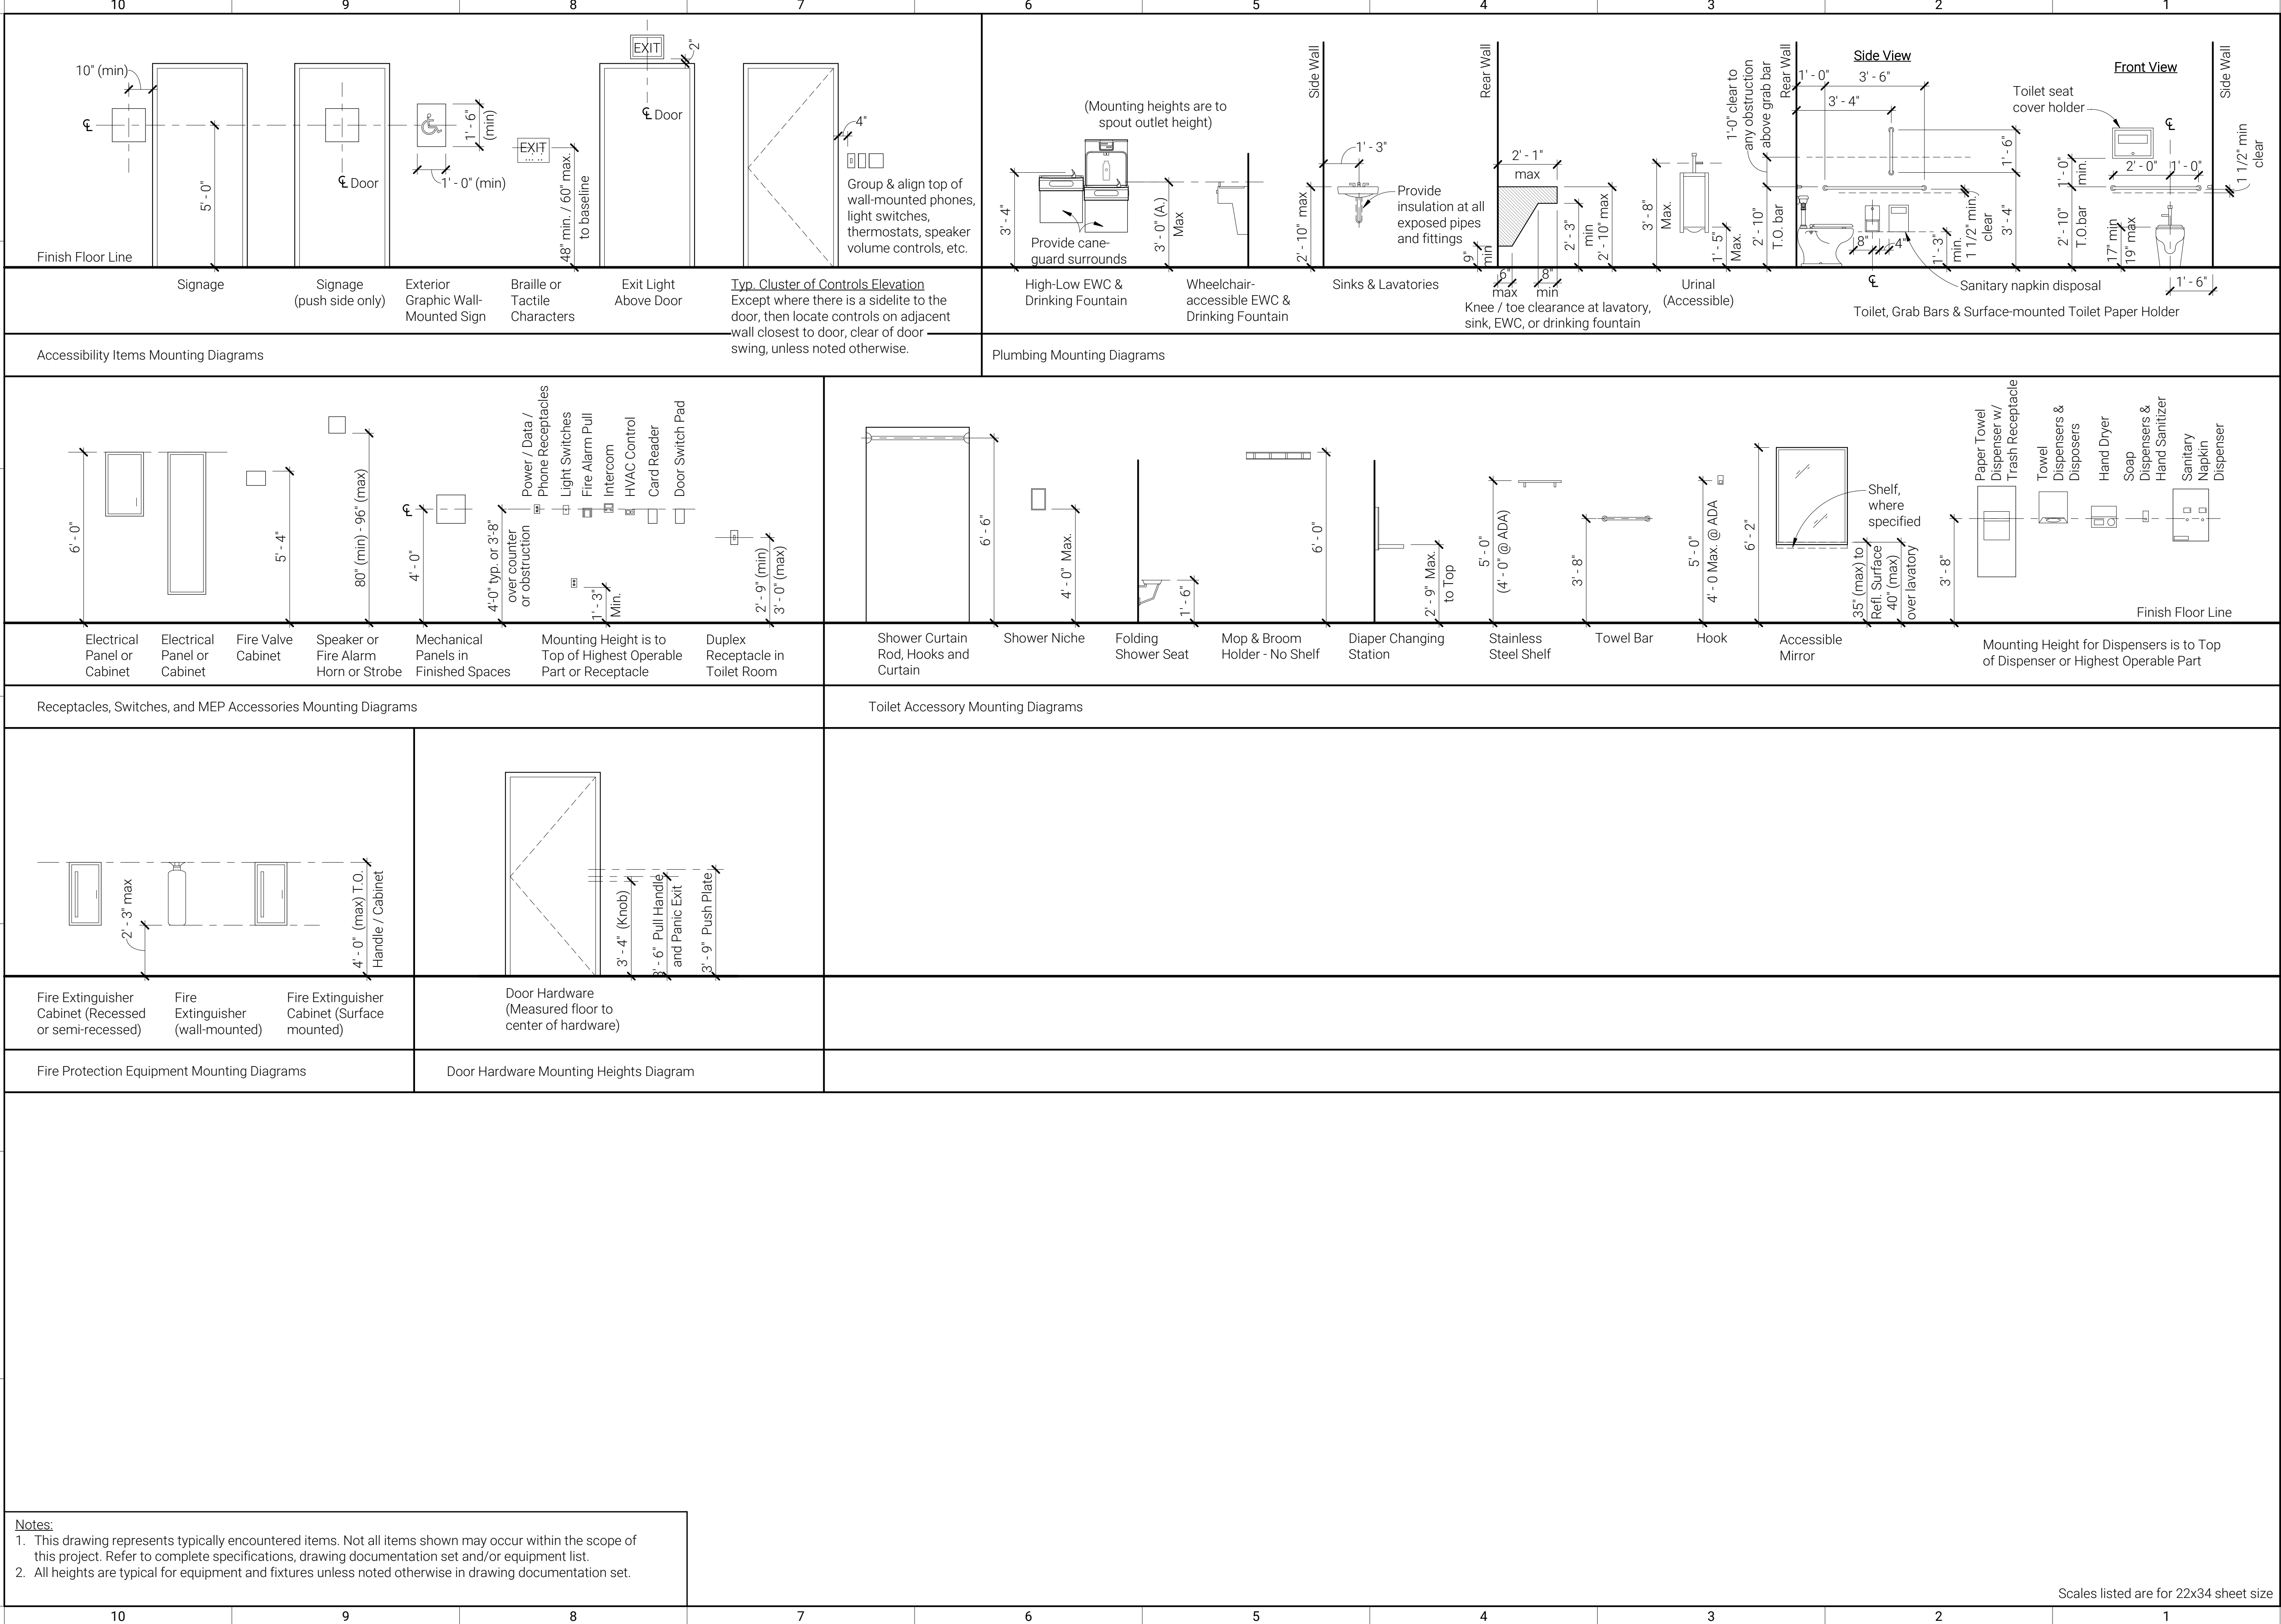 10 9 8 7 6 5 4 3 2 1
10" (min)
5' - 0"
Finish Floor Line
Signage
CL Door
Signage
(push side only)
1' - 6"
(min)
1' - 0" (min)
Exterior
Graphic Wall-
Mounted Sign
EXIT
48" min. / 60" max.
to baseline
Braille or
Tactile
Characters
EXIT
2"
CL Door
Exit Light
Above Door
4"
Group & align top of
wall-mounted phones,
light switches,
thermostats, speaker
volume controls, etc.
Typ. Cluster of Controls Elevation
Except where there is a sidelite to the
door, then locate controls on adjacent
wall closest to door, clear of door
swing, unless noted otherwise.
Accessibility Items Mounting Diagrams
(Mounting heights are to
spout outlet height)
3' - 4"
Provide cane-
guard surrounds
High-Low EWC &
Drinking Fountain
3' - 0" (A.)
Max
Wheelchair-
accessible EWC &
Drinking Fountain
Side Wall
1' - 3"
2' - 10" max
Provide
insulation at all
exposed pipes
and fittings
Sinks & Lavatories
Rear Wall
2' - 1"
max
9"
min
6"
max
8"
min
2' - 3"
min
2' - 10" max
Knee / toe clearance at lavatory,
sink, EWC, or drinking fountain
3' - 8"
Max.
1' - 5"
Max.
Urinal
(Accessible)
1'-0" clear to
any obstruction
above grab bar
2' - 10"
T.O. bar
Rear Wall
Side View
1' - 0"
3' - 6"
3' - 4"
8"
4"
1' - 3"
min.
1 1/2" min.
clear
1' - 6"
3' - 4"
CL
Sanitary napkin disposal
Front View
Toilet seat
cover holder
CL
1' - 0"
min.
2' - 0"
1' - 0"
2' - 10"
T.O.bar
17" min
19" max
Side Wall
1 1/2" min
clear
1' - 6"
Toilet, Grab Bars & Surface-mounted Toilet Paper Holder
Plumbing Mounting Diagrams
6' - 0"
Electrical
Panel or
Cabinet
Electrical
Panel or
Cabinet
5' - 4"
Fire Valve
Cabinet
80" (min) - 96" (max)
Speaker or
Fire Alarm
Horn or Strobe
CL
4' - 0"
Mechanical
Panels in
Finished Spaces
4'-0" typ. or 3'-8"
over counter
or obstruction
Power / Data /
Phone Receptacles
Light Switches
Fire Alarm Pull
Intercom
HVAC Control
Card Reader
Door Switch Pad
1' - 3"
Min.
Mounting Height is to
Top of Highest Operable
Part or Receptacle
2' - 9" (min)
3' - 0" (max)
Duplex
Receptacle in
Toilet Room
Receptacles, Switches, and MEP Accessories Mounting Diagrams
6' - 6"
Shower Curtain
Rod, Hooks and
Curtain
4' - 0" Max.
Shower Niche
1' - 6"
Folding
Shower Seat
6' - 0"
Mop & Broom
Holder - No Shelf
2' - 9" Max.
to Top
Diaper Changing
Station
5' - 0"
(4' - 0" @ ADA)
Stainless
Steel Shelf
3' - 8"
Towel Bar
5' - 0"
4' - 0 Max. @ ADA
Hook
6' - 2"
Shelf,
where
specified
35" (max) to
Refl. Surface
40" (max)
over lavatory
Accessible
Mirror
3' - 8"
Paper Towel
Dispenser w/
Trash Receptacle
Towel
Dispensers &
Disposers
Hand Dryer
Soap
Dispensers &
Hand Sanitizer
Sanitary
Napkin
Dispenser
Finish Floor Line
Mounting Height for Dispensers is to Top
of Dispenser or Highest Operable Part
Toilet Accessory Mounting Diagrams
2' - 3" max
4' - 0" (max) T.O.
Handle / Cabinet
Fire Extinguisher
Cabinet (Recessed
or semi-recessed)
Fire
Extinguisher
(wall-mounted)
Fire Extinguisher
Cabinet (Surface
mounted)
Fire Protection Equipment Mounting Diagrams
3' - 4" (Knob)
3' - 6" Pull Handle
and Panic Exit
3' - 9" Push Plate
Door Hardware
(Measured floor to
center of hardware)
Door Hardware Mounting Heights Diagram
Notes:
1. This drawing represents typically encountered items. Not all items shown may occur within the scope of
this project. Refer to complete specifications, drawing documentation set and/or equipment list.
2. All heights are typical for equipment and fixtures unless noted otherwise in drawing documentation set.
Scales listed are for 22x34 sheet size
10 9 8 7 6 5 4 3 2 1